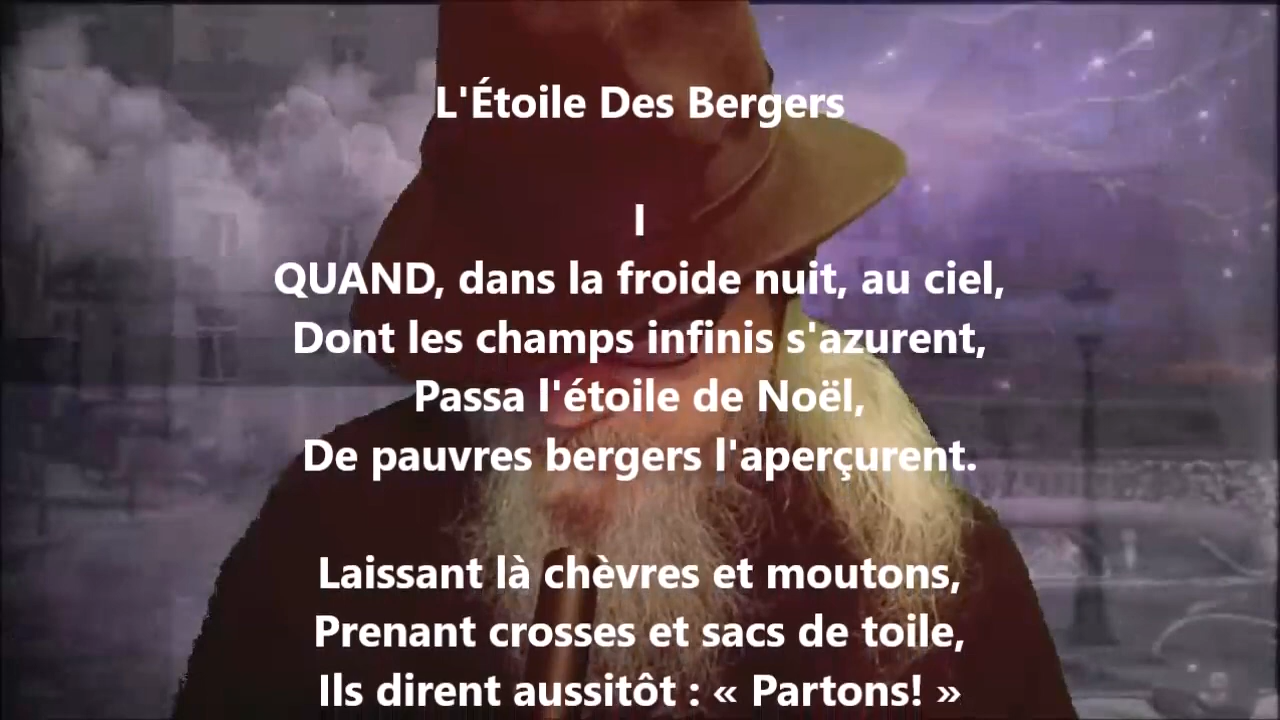 L'Étoile Des Bergers
I
QUAND, dans la froide nuit, au ciel,
Dont les champs infinis s'azurent,
Passa l'étoile de Noël,
De pauvres bergers l'aperçurent.
Laissant là chèvres et moutons,
Prenant crosses et sacs de toile,
Ils dirent aussitôt : « Partons! »